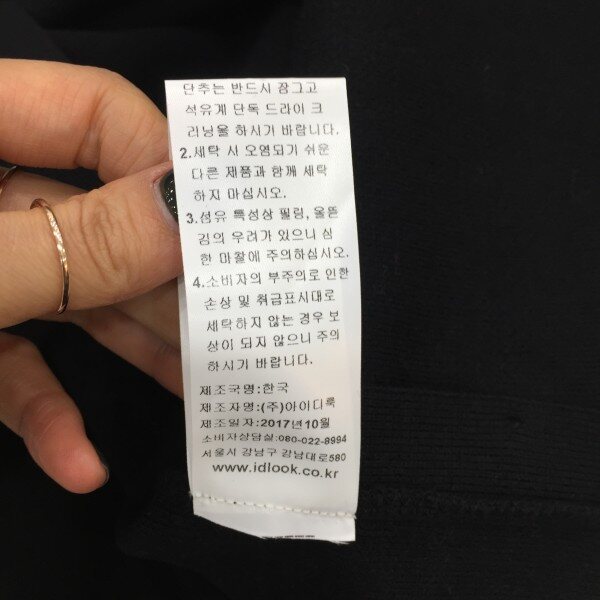 단추는 반드시 잠그고
석유계 단독 드라이 크
리닝을 하시기 바랍니다.
2.세탁 시 오염되기 쉬운
다른 제품과 함께 세탁
하지 마십시오.
3.섬유 특성상 필링, 올뜯
김의 우려가 있으니 심
한 마찰에 주의하십시오.
4.소비자의 부주의로 인한
손상 및 취급표시대로
세탁하지 않는 경우 보
상이 되지 않으니 주의
하시기 바랍니다.
제조국명:한국
제조자명:(주)아이디룩
제조일자:2017년10월
소비자상담실:080-022-8994
서울시 강남구 강남대로580
www.idlook.co.kr